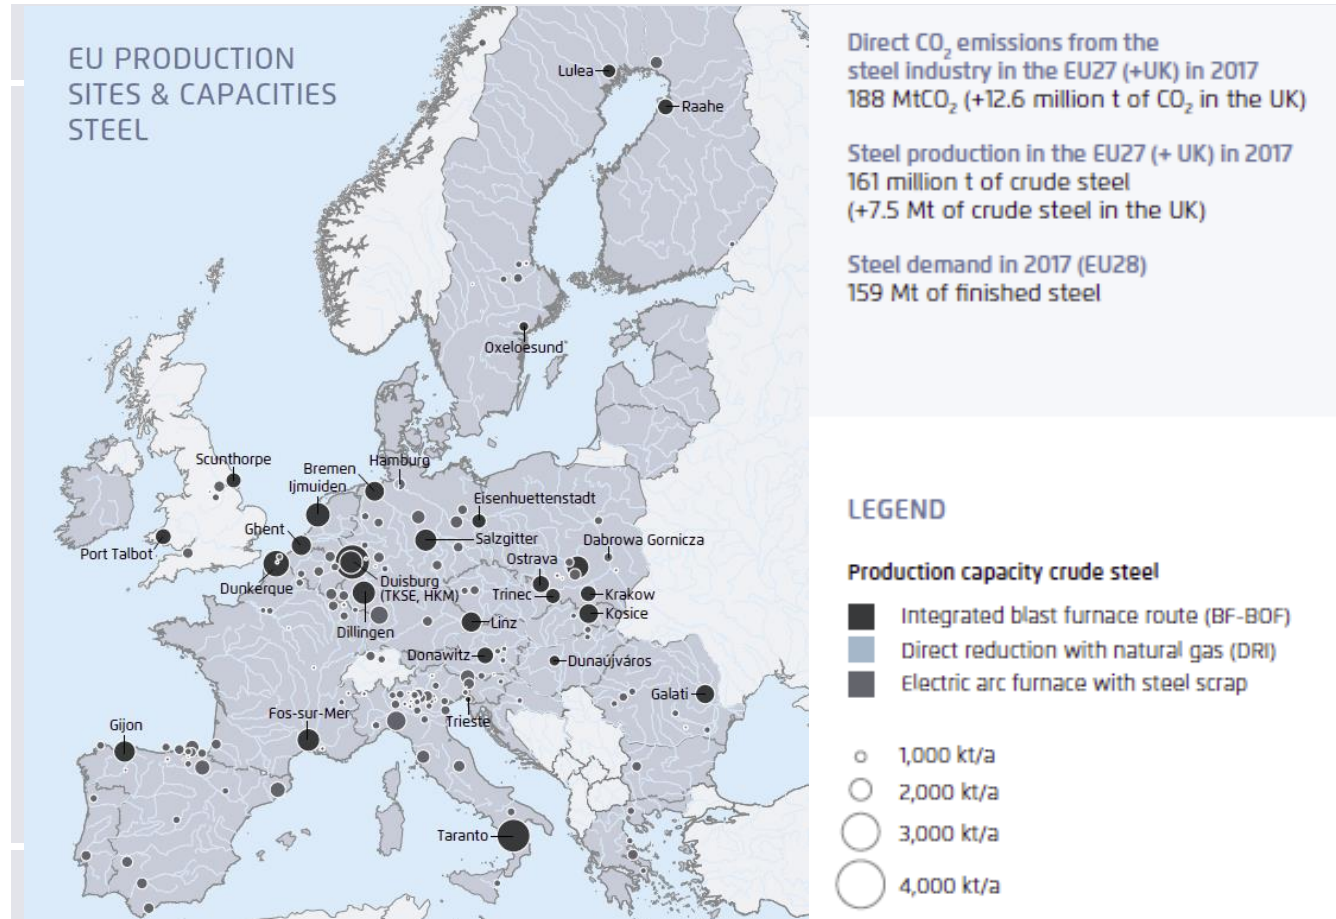 EU PRODUCTION
SITES & CAPACITIES
STEEL
Lulea
Raahe
Oxeloesund
Scunthorpe
Bremen
Hamburg
Ijmuiden
Eisenhuettenstadt
Ghent
Salzgitter
Dabrowa Gornicza
Port Talbot
Ostrava
Dunkerque
Duisburg
(TKSE, HKM)
Trinec
Krakow
Kosice
Dillingen
Linz
Donawitz
Dunaújváros
Galati
Fos-sur-Mer
Trieste
Gijon
Taranto
Direct CO₂ emissions from the
steel industry in the EU27 (+UK) in 2017
188 MtCO₂ (+12.6 million t of CO₂ in the UK)
Steel production in the EU27 (+ UK) in 2017
161 million t of crude steel
(+7.5 Mt of crude steel in the UK)
Steel demand in 2017 (EU28)
159 Mt of finished steel
LEGEND
Production capacity crude steel
Integrated blast furnace route (BF-BOF)
Direct reduction with natural gas (DRI)
Electric arc furnace with steel scrap
1,000 kt/a
2,000 kt/a
3,000 kt/a
4,000 kt/a